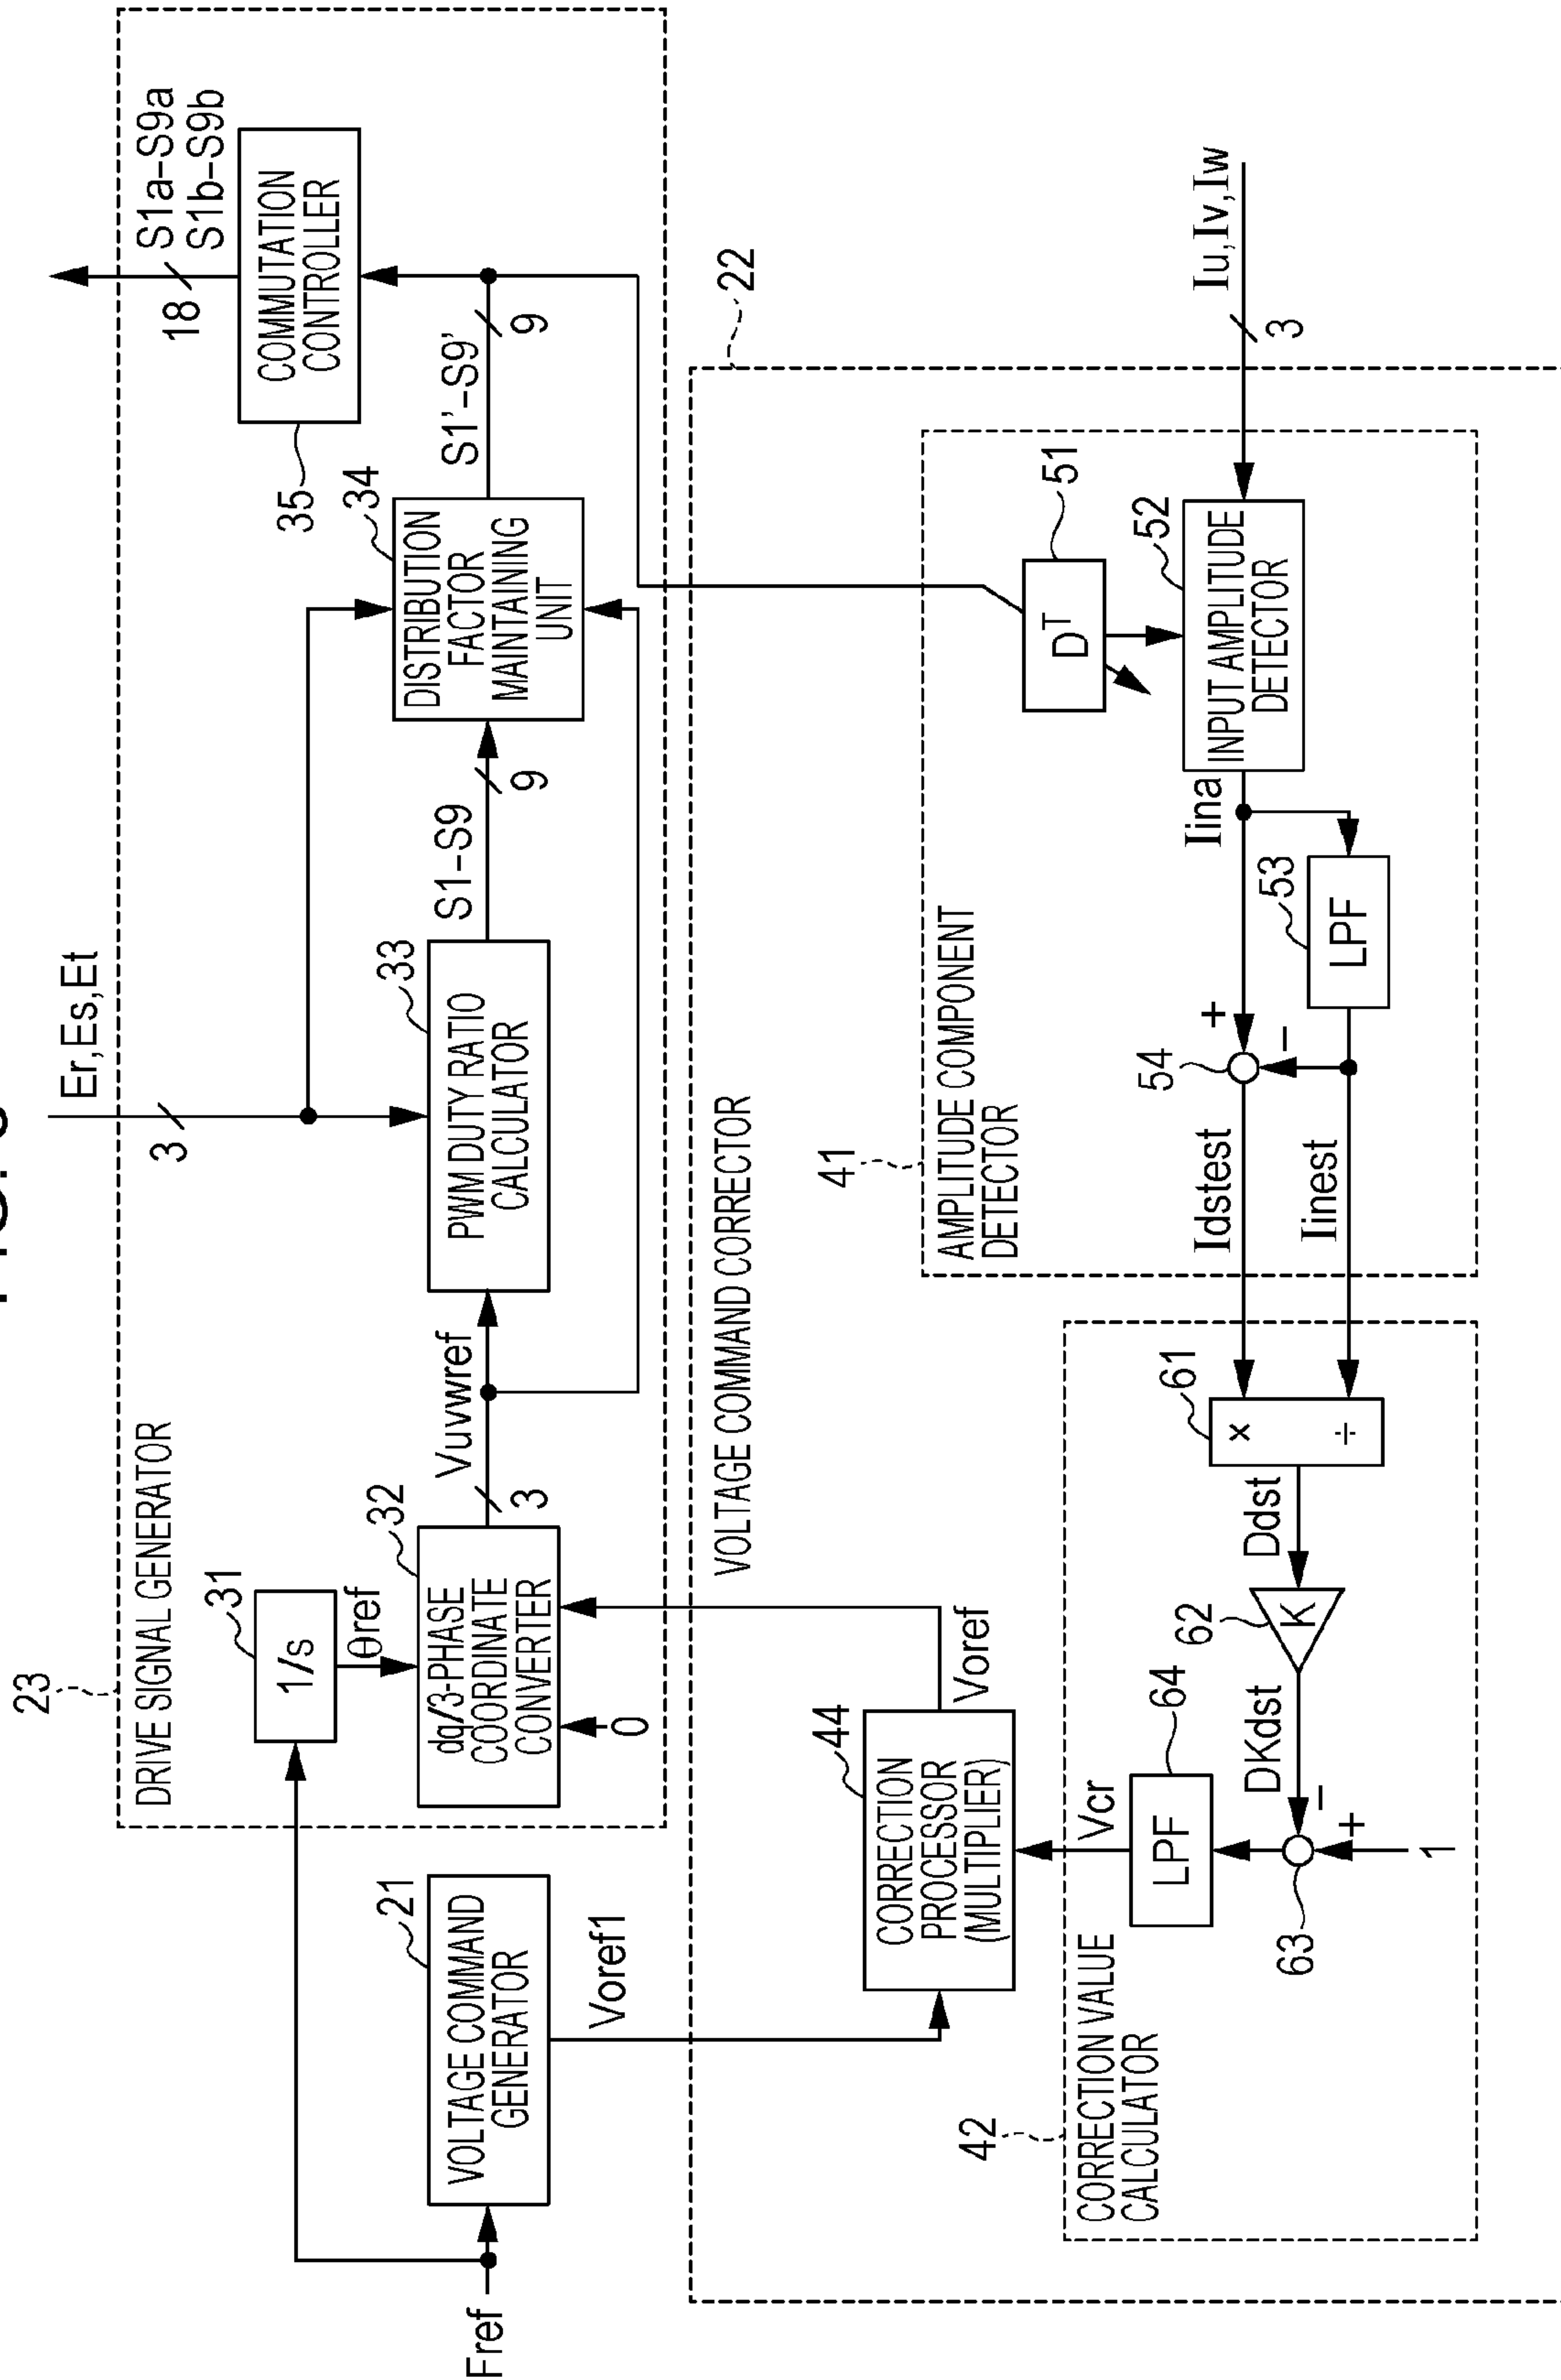 Er,Es,Et
3
23
DRIVE SIGNAL GENERATOR
31
1/s
θref
32
dq/3-PHASE
COORDINATE
CONVERTER
0
Vuvwref
3
33
PWM DUTY RATIO
CALCULATOR
S1-S9
9
34
DISTRIBUTION
FACTOR
MAINTAINING
UNIT
S1'-S9'
9
35
COMMUTATION
CONTROLLER
18
S1a-S9a
S1b-S9b
Fref
21
VOLTAGE COMMAND
GENERATOR
Voref1
22
VOLTAGE COMMAND CORRECTOR
44
CORRECTION
PROCESSOR
(MULTIPLIER)
Voref
Vcr
42
CORRECTION VALUE
CALCULATOR
64
LPF
63
+
−
1
DKdst
62
K
Ddst
61
×
÷
41
AMPLITUDE COMPONENT
DETECTOR
Idstest
Iinest
54
+
−
53
LPF
Iina
51
D^T
52
INPUT AMPLITUDE
DETECTOR
Iu,Iv,Iw
3